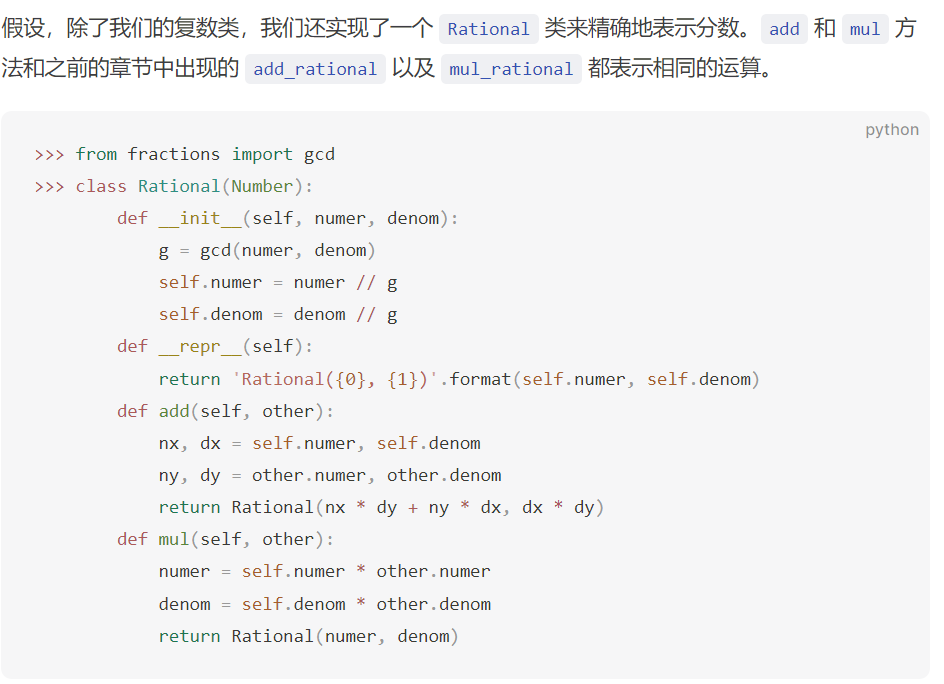 假设，除了我们的复数类，我们还实现了一个 Rational 类来精确地表示分数。add 和 mul 方
法和之前的章节中出现的 add_rational 以及 mul_rational 都表示相同的运算。
python
>>> from fractions import gcd
>>> class Rational(Number):
        def __init__(self, numer, denom):
            g = gcd(numer, denom)
            self.numer = numer // g
            self.denom = denom // g
        def __repr__(self):
            return 'Rational({0}, {1})'.format(self.numer, self.denom)
        def add(self, other):
            nx, dx = self.numer, self.denom
            ny, dy = other.numer, other.denom
            return Rational(nx * dy + ny * dx, dx * dy)
        def mul(self, other):
            numer = self.numer * other.numer
            denom = self.denom * other.denom
            return Rational(numer, denom)